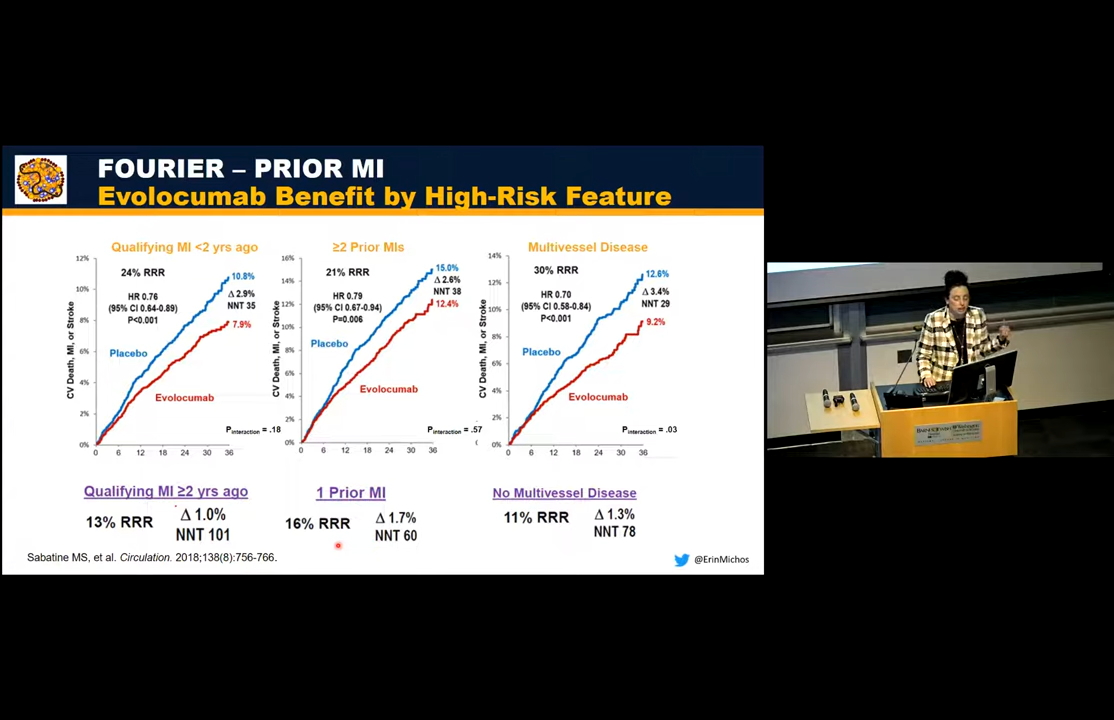 FOURIER – PRIOR MI
Evolocumab Benefit by High-Risk Feature
Qualifying MI <2 yrs ago
CV Death, MI, or Stroke
12%
10%
8%
6%
4%
2%
0%
24% RRR
HR 0.76
(95% CI 0.64-0.89)
P<0.001
10.8%
Δ 2.9%
NNT 35
7.9%
Placebo
Evolocumab
P interaction = .18
0 6 12 18 24 30 36
≥2 Prior MIs
CV Death, MI, or Stroke
16%
14%
12%
10%
8%
6%
4%
2%
0%
21% RRR
HR 0.79
(95% CI 0.67-0.94)
P=0.006
15.0%
Δ 2.6%
NNT 38
12.4%
Placebo
Evolocumab
P interaction = .57
0 6 12 18 24 30 36
Multivessel Disease
CV Death, MI, or Stroke
14%
12%
10%
8%
6%
4%
2%
0%
30% RRR
HR 0.70
(95% CI 0.58-0.84)
P<0.001
12.6%
Δ 3.4%
NNT 29
9.2%
Placebo
Evolocumab
P interaction = .03
0 6 12 18 24 30 36
Qualifying MI ≥2 yrs ago
13% RRR
Δ 1.0%
NNT 101
1 Prior MI
16% RRR
Δ 1.7%
NNT 60
No Multivessel Disease
11% RRR
Δ 1.3%
NNT 78
Sabatine MS, et al. Circulation. 2018;138(8):756-766.
@ErinMichos